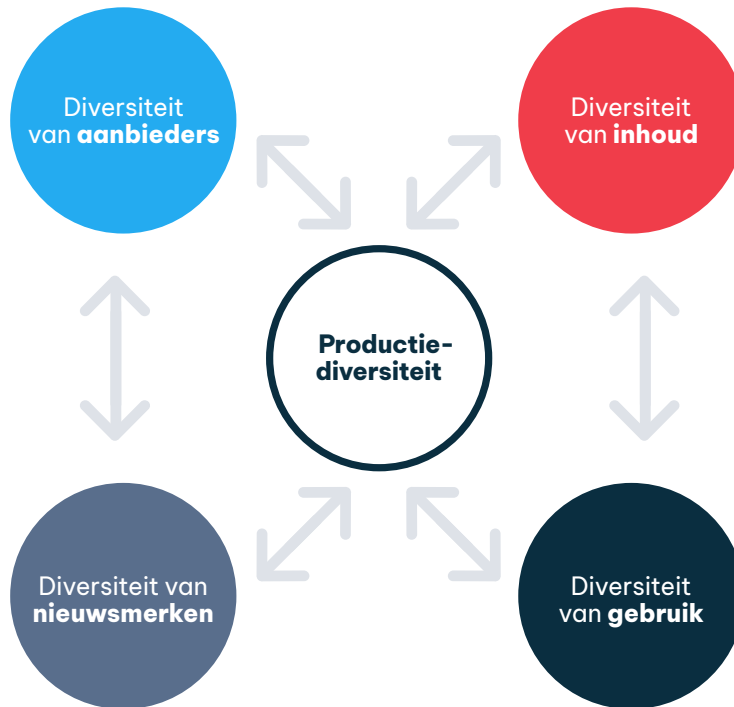 Diversiteit
van aanbieders
Diversiteit
van inhoud
Productie-
diversiteit
Diversiteit van
nieuwsmerken
Diversiteit
van gebruik